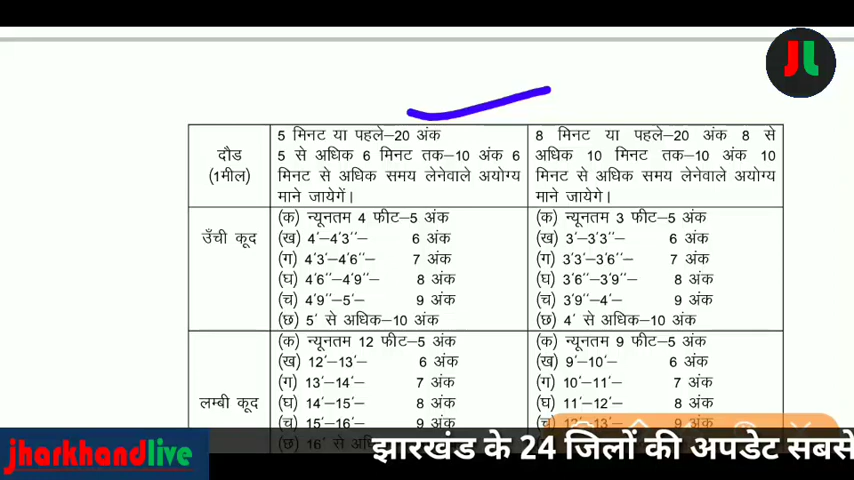 JL
5 मिनट या पहले–20 अंक
5 से अधिक 6 मिनट तक–10 अंक 6
मिनट से अधिक समय लेनेवाले अयोग्य
माने जायेगें।
8 मिनट या पहले–20 अंक 8 से
अधिक 10 मिनट तक–10 अंक 10
मिनट से अधिक समय लेनेवाले अयोग्य
माने जायेगे।
दौड
(1मील)
उँची कूद
(क) न्यूनतम 4 फीट–5 अंक
(ख) 4'–4'3''– 6 अंक
(ग) 4'3'–4'6''– 7 अंक
(घ) 4'6''–4'9''– 8 अंक
(च) 4'9''–5'– 9 अंक
(छ) 5' से अधिक–10 अंक
(क) न्यूनतम 3 फीट–5 अंक
(ख) 3'–3'3''– 6 अंक
(ग) 3'3'–3'6''– 7 अंक
(घ) 3'6''–3'9''– 8 अंक
(च) 3'9''–4'– 9 अंक
(छ) 4' से अधिक–10 अंक
लम्बी कूद
(क) न्यूनतम 12 फीट–5 अंक
(ख) 12'–13'– 6 अंक
(ग) 13'–14'– 7 अंक
(घ) 14'–15'– 8 अंक
(च) 15'–16'– 9 अंक
(छ) 16' से
(क) न्यूनतम 9 फीट–5 अंक
(ख) 9'–10'– 6 अंक
(ग) 10'–11'– 7 अंक
(घ) 11'–12'– 8 अंक
(च) 12'–13'– 9 अंक
jharkhandlive
झारखंड के 24 जिलों की अपडेट सबसे